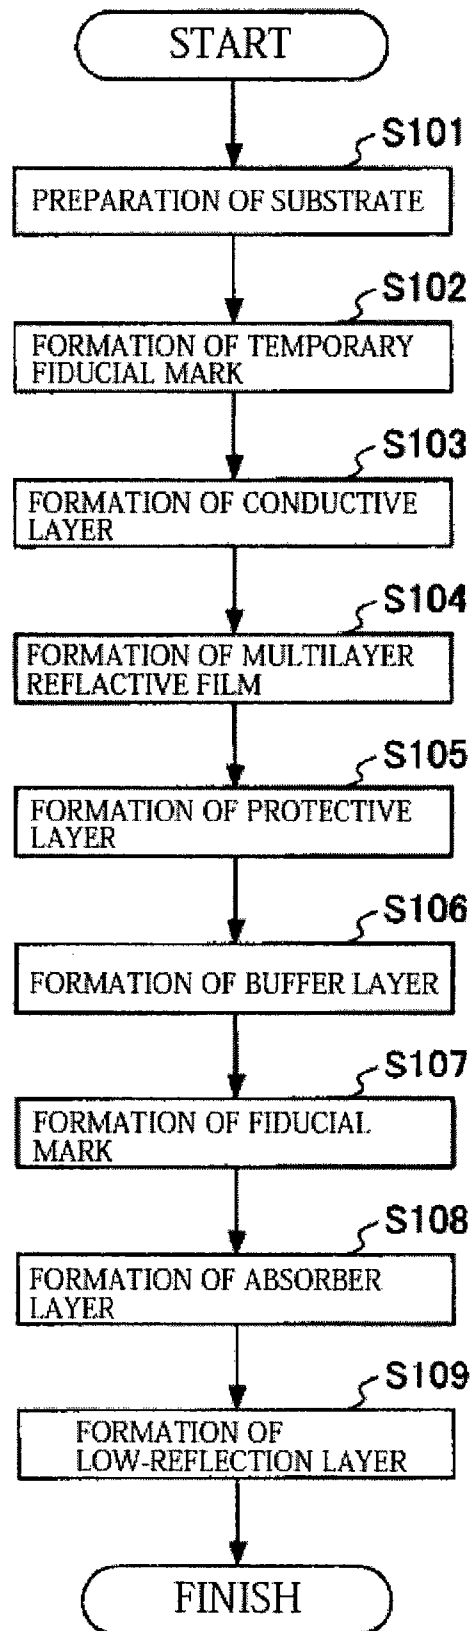 START
S101
PREPARATION OF SUBSTRATE
S102
FORMATION OF TEMPORARY
FIDUCIAL MARK
S103
FORMATION OF CONDUCTIVE
LAYER
S104
FORMATION OF MULTILAYER
REFLACTIVE FILM
S105
FORMATION OF PROTECTIVE
LAYER
S106
FORMATION OF BUFFER LAYER
S107
FORMATION OF FIDUCIAL
MARK
S108
FORMATION OF ABSORBER
LAYER
S109
FORMATION OF
LOW-REFLECTION LAYER
FINISH